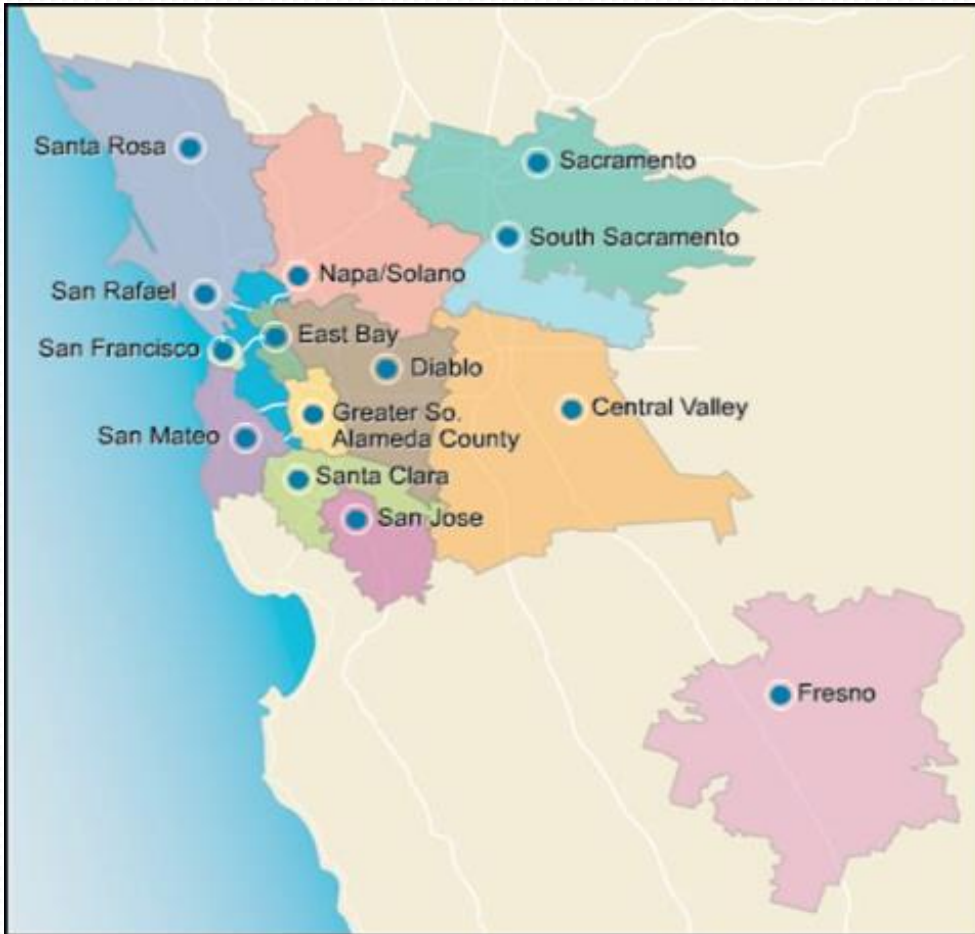 Santa Rosa
Sacramento
South Sacramento
Napa/Solano
San Rafael
East Bay
San Francisco
Diablo
Central Valley
Greater So.
Alameda County
San Mateo
Santa Clara
San Jose
Fresno